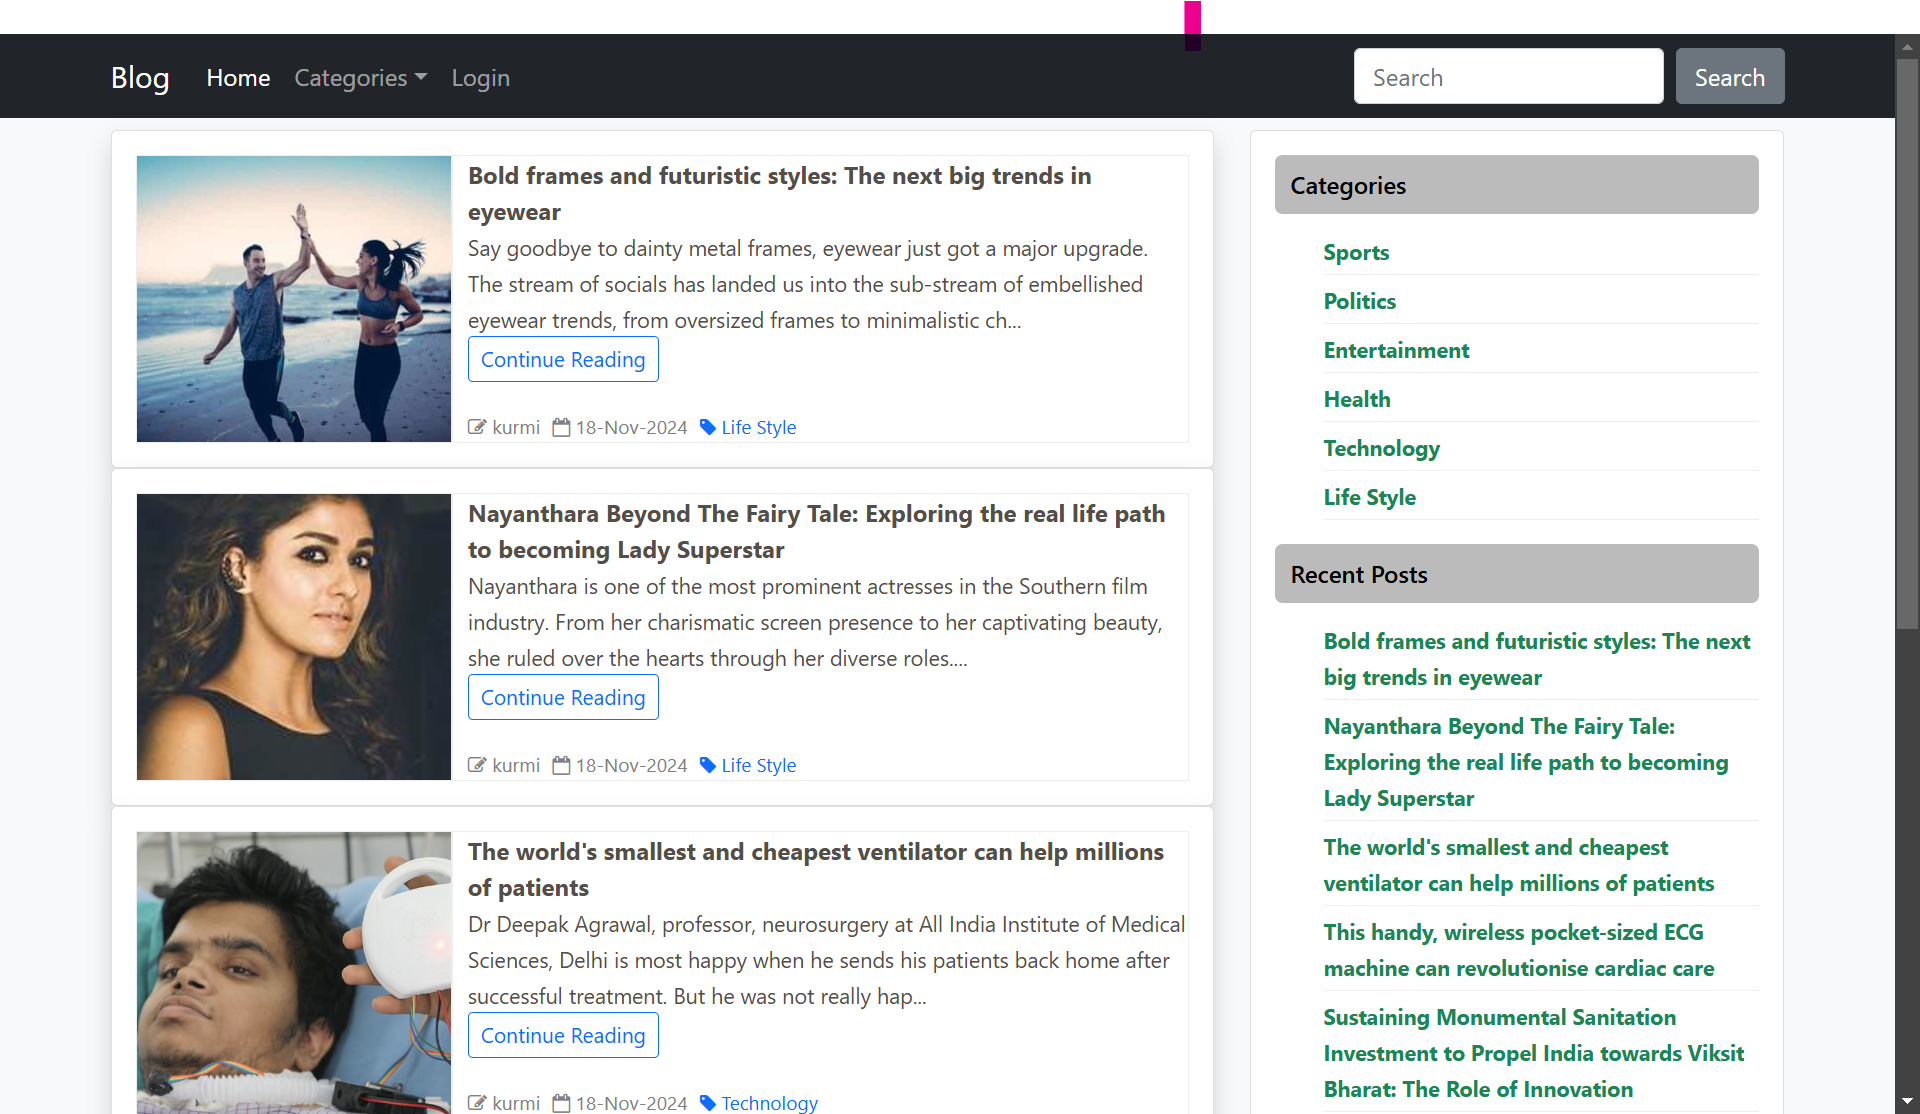 Blog Home Categories Login Search Search
Bold frames and futuristic styles: The next big trends in
eyewear
Say goodbye to dainty metal frames, eyewear just got a major upgrade.
The stream of socials has landed us into the sub-stream of embellished
eyewear trends, from oversized frames to minimalistic ch...
Continue Reading
kurmi 18-Nov-2024 Life Style
Nayanthara Beyond The Fairy Tale: Exploring the real life path
to becoming Lady Superstar
Nayanthara is one of the most prominent actresses in the Southern film
industry. From her charismatic screen presence to her captivating beauty,
she ruled over the hearts through her diverse roles....
Continue Reading
kurmi 18-Nov-2024 Life Style
The world's smallest and cheapest ventilator can help millions
of patients
Dr Deepak Agrawal, professor, neurosurgery at All India Institute of Medical
Sciences, Delhi is most happy when he sends his patients back home after
successful treatment. But he was not really hap...
Continue Reading
kurmi 18-Nov-2024 Technology
Categories
Sports
Politics
Entertainment
Health
Technology
Life Style
Recent Posts
Bold frames and futuristic styles: The next
big trends in eyewear
Nayanthara Beyond The Fairy Tale:
Exploring the real life path to becoming
Lady Superstar
The world's smallest and cheapest
ventilator can help millions of patients
This handy, wireless pocket-sized ECG
machine can revolutionise cardiac care
Sustaining Monumental Sanitation
Investment to Propel India towards Viksit
Bharat: The Role of Innovation